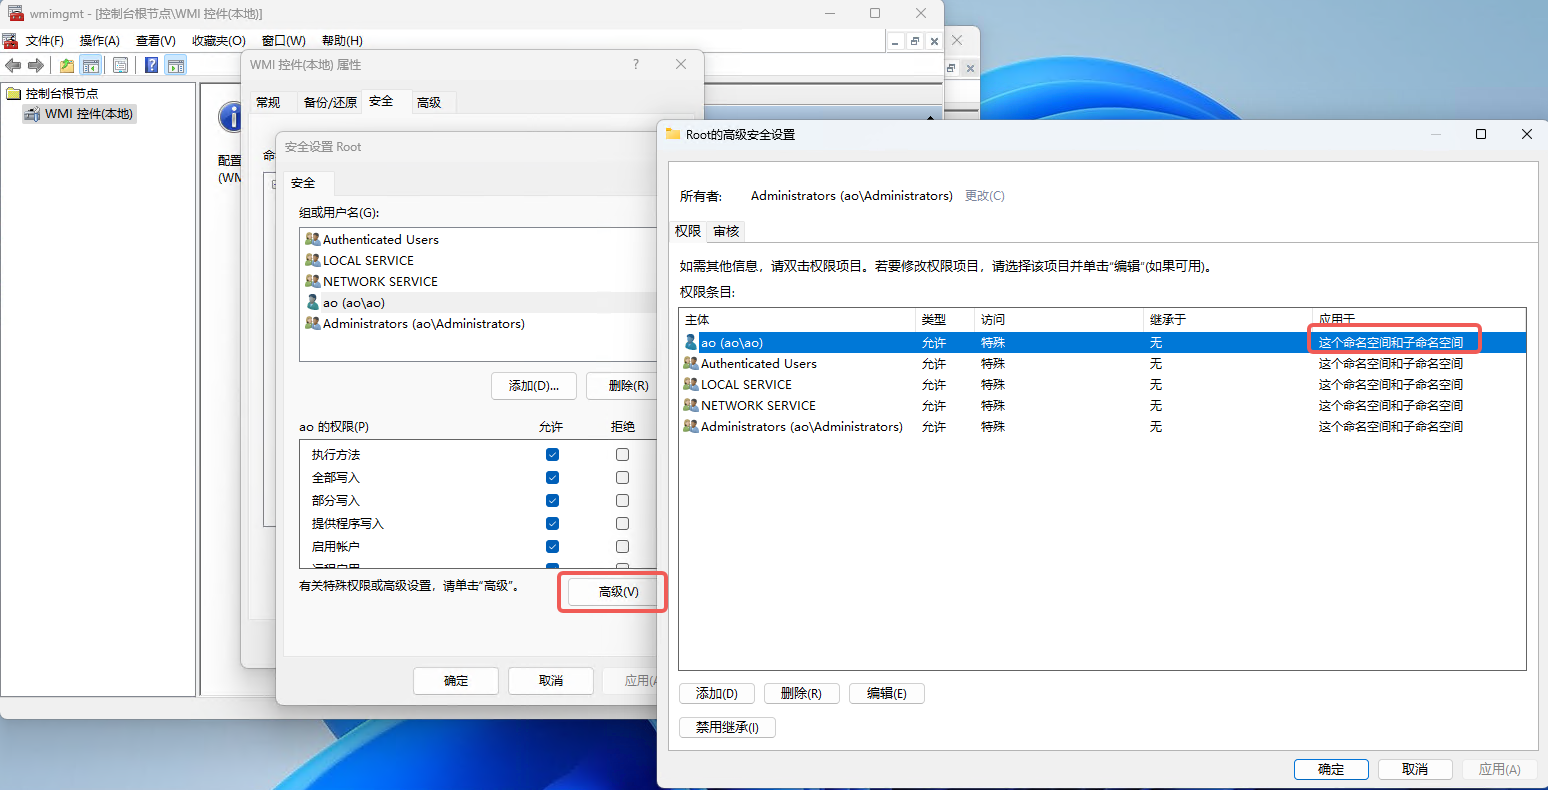 wmimgmt - [控制台根节点\WMI 控件(本地)]
文件(F) 操作(A) 查看(V) 收藏夹(O) 窗口(W) 帮助(H)
控制台根节点
WMI 控件(本地)
配置
(WM
WMI 控件(本地) 属性
常规 备份/还原 安全 高级
命
安全设置 Root
安全
组或用户名(G):
Authenticated Users
LOCAL SERVICE
NETWORK SERVICE
ao (ao\ao)
Administrators (ao\Administrators)
添加(D)... 删除(R)
ao 的权限(P) 允许 拒绝
执行方法
全部写入
部分写入
提供程序写入
启用帐户
远程启用
有关特殊权限或高级设置，请单击“高级”。
高级(V)
确定 取消 应用(A
Root的高级安全设置
所有者: Administrators (ao\Administrators) 更改(C)
权限 审核
如需其他信息，请双击权限项目。若要修改权限项目，请选择该项目并单击“编辑”(如果可用)。
权限条目:
主体 类型 访问 继承于 应用于
ao (ao\ao) 允许 特殊 无 这个命名空间和子命名空间
Authenticated Users 允许 特殊 无 这个命名空间和子命名空间
LOCAL SERVICE 允许 特殊 无 这个命名空间和子命名空间
NETWORK SERVICE 允许 特殊 无 这个命名空间和子命名空间
Administrators (ao\Administrators) 允许 特殊 无 这个命名空间和子命名空间
添加(D) 删除(R) 编辑(E)
禁用继承(I)
确定 取消 应用(A)